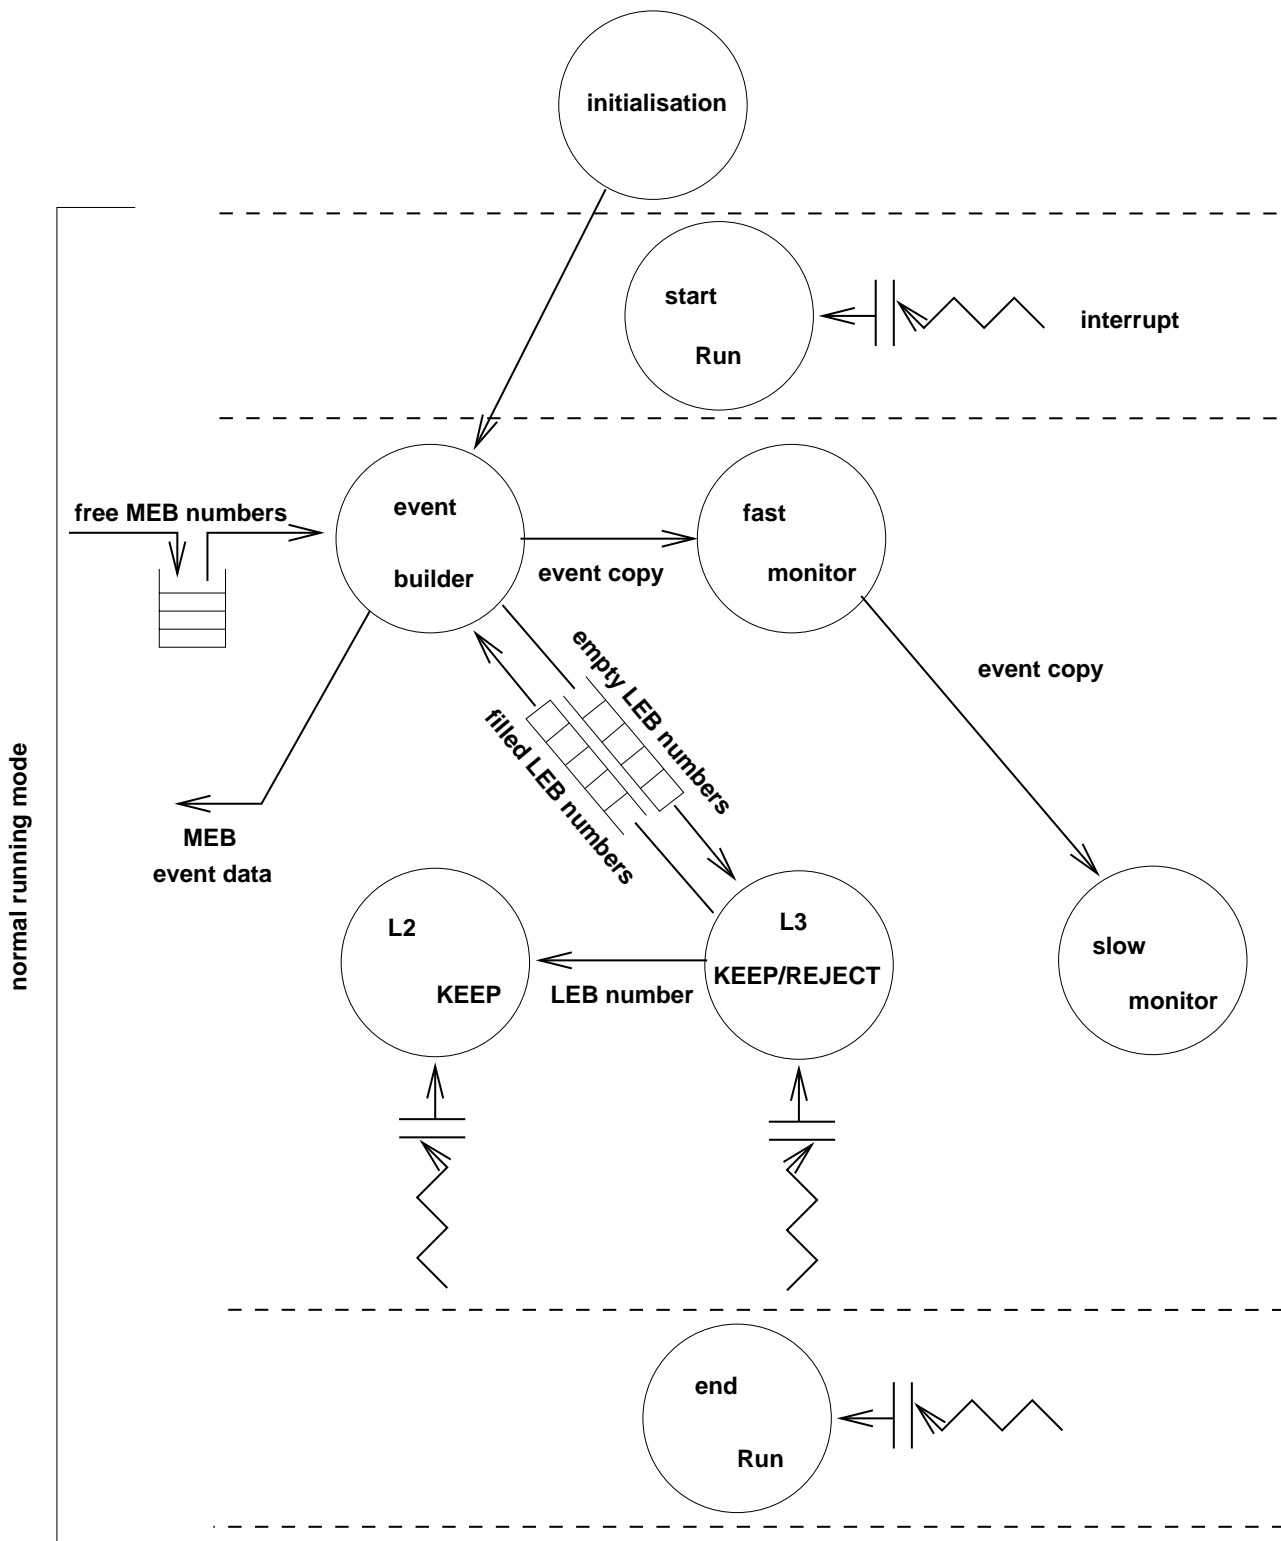 initialisation
start
Run
interrupt
free MEB numbers
event
builder
event copy
fast
monitor
empty LEB numbers
filled LEB numbers
event copy
normal running mode
MEB
event data
L2
KEEP
LEB number
L3
KEEP/REJECT
slow
monitor
end
Run